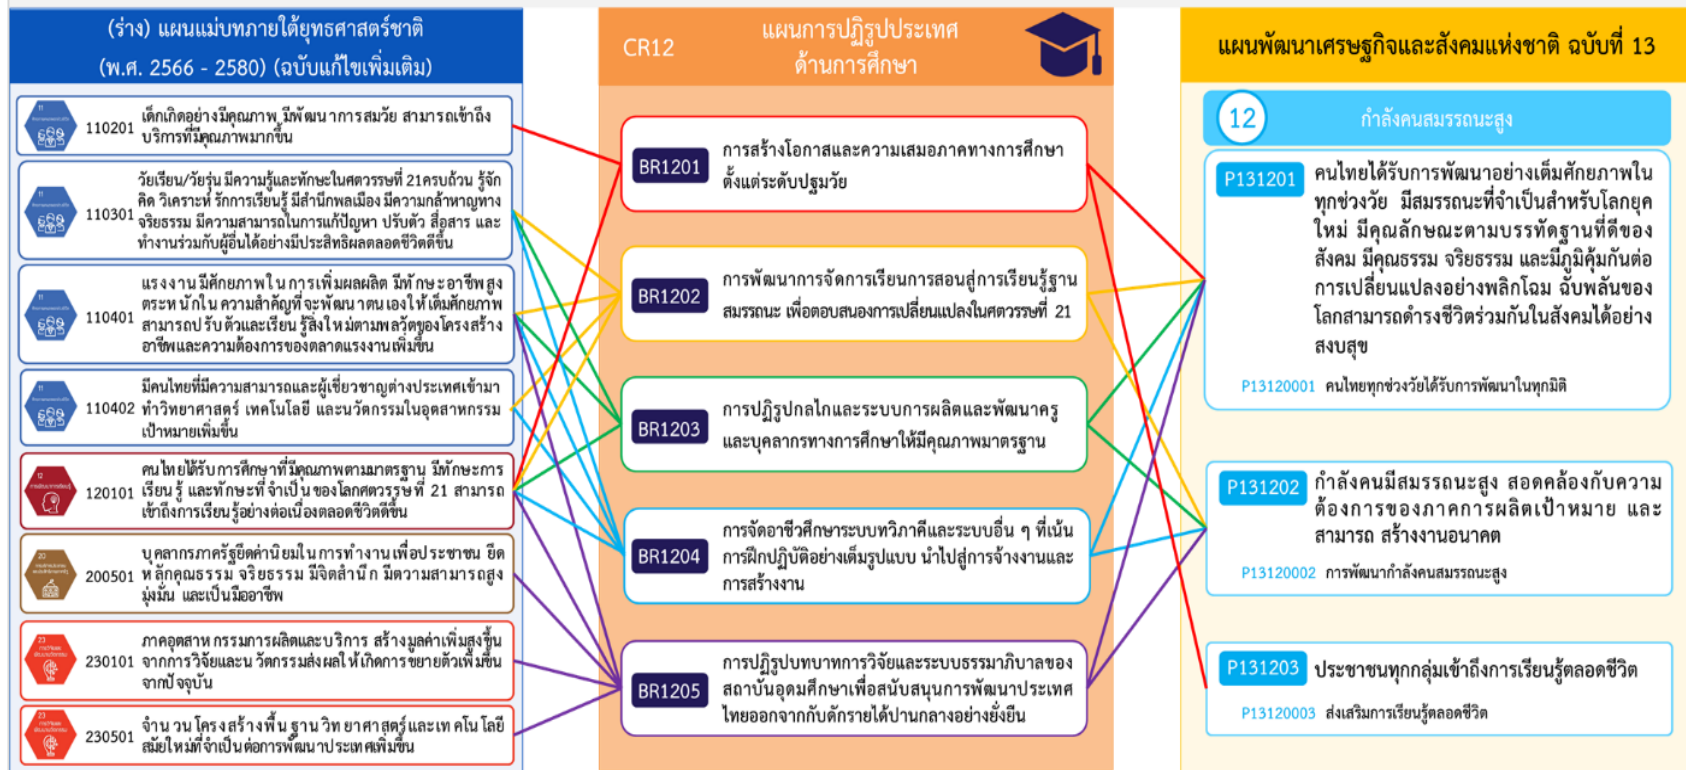 (ร่าง) แผนแม่บทภายใต้ยุทธศาสตร์ชาติ
(พ.ศ. 2566 - 2580) (ฉบับแก้ไขเพิ่มเติม)
110201
เด็กเกิดอย่างมีคุณภาพ มีพัฒนาการสมวัย สามารถเข้าถึง
บริการที่มีคุณภาพมากขึ้น
110301
วัยเรียน/วัยรุ่น มีความรู้และทักษะในศตวรรษที่ 21ครบถ้วน รู้จัก
คิด วิเคราะห์ รักการเรียนรู้ มีสำนึกพลเมือง มีความกล้าหาญทาง
จริยธรรม มีความสามารถในการแก้ปัญหา ปรับตัว สื่อสาร และ
ทำงานร่วมกับผู้อื่นได้อย่างมีประสิทธิผลตลอดชีวิตดีขึ้น
110401
แรงงานมีศักยภาพในการเพิ่มผลผลิต มีทักษะอาชีพสูง
ตระหนักในความสำคัญที่จะพัฒนาตนเองให้เต็มศักยภาพ
สามารถปรับตัวและเรียนรู้สิ่งใหม่ตามพลวัตของโครงสร้าง
อาชีพและความต้องการของตลาดแรงงานเพิ่มขึ้น
110402
มีคนไทยที่มีความสามารถและผู้เชี่ยวชาญต่างประเทศเข้ามา
ทำวิทยาศาสตร์ เทคโนโลยี และนวัตกรรมในอุตสาหกรรม
เป้าหมายเพิ่มขึ้น
120101
คนไทยได้รับการศึกษาที่มีคุณภาพตามมาตรฐาน มีทักษะการ
เรียนรู้ และทักษะที่จำเป็นของโลกศตวรรษที่ 21 สามารถ
เข้าถึงการเรียนรู้อย่างต่อเนื่องตลอดชีวิตดีขึ้น
200501
บุคลากรภาครัฐยึดค่านิยมในการทำงานเพื่อประชาชน ยึด
หลักคุณธรรม จริยธรรม มีจิตสำนึก มีความสามารถสูง
มุ่งมั่น และเป็นมืออาชีพ
230101
ภาคอุตสาหกรรมการผลิตและบริการ สร้างมูลค่าเพิ่มสูงขึ้น
จากการวิจัยและนวัตกรรมส่งผลให้เกิดการขยายตัวเพิ่มขึ้น
จากปัจจุบัน
230501
จำนวนโครงสร้างพื้นฐานวิทยาศาสตร์และเทคโนโลยี
สมัยใหม่ที่จำเป็นต่อการพัฒนาประเทศเพิ่มขึ้น
CR12
แผนการปฏิรูปประเทศ
ด้านการศึกษา
BR1201
การสร้างโอกาสและความเสมอภาคทางการศึกษา
ตั้งแต่ระดับปฐมวัย
BR1202
การพัฒนาการจัดการเรียนการสอนสู่การเรียนรู้ฐาน
สมรรถนะ เพื่อตอบสนองการเปลี่ยนแปลงในศตวรรษที่ 21
BR1203
การปฏิรูปกลไกและระบบการผลิตและพัฒนาครู
และบุคลากรทางการศึกษาให้มีคุณภาพมาตรฐาน
BR1204
การจัดอาชีวศึกษาระบบทวิภาคีและระบบอื่น ๆ ที่เน้น
การฝึกปฏิบัติอย่างเต็มรูปแบบ นำไปสู่การจ้างงานและ
การสร้างงาน
BR1205
การปฏิรูปบทบาทการวิจัยและระบบธรรมาภิบาลของ
สถาบันอุดมศึกษาเพื่อสนับสนุนการพัฒนาประเทศ
ไทยออกจากกับดักรายได้ปานกลางอย่างยั่งยืน
แผนพัฒนาเศรษฐกิจและสังคมแห่งชาติ ฉบับที่ 13
12
กำลังคนสมรรถนะสูง
P131201
คนไทยได้รับการพัฒนาอย่างเต็มศักยภาพใน
ทุกช่วงวัย มีสมรรถนะที่จำเป็นสำหรับโลกยุค
ใหม่ มีคุณลักษณะตามบรรทัดฐานที่ดีของ
สังคม มีคุณธรรม จริยธรรม และมีภูมิคุ้มกันต่อ
การเปลี่ยนแปลงอย่างพลิกโฉม ฉับพลันของ
โลกสามารถดำรงชีวิตร่วมกันในสังคมได้อย่าง
สงบสุข
P13120001 คนไทยทุกช่วงวัยได้รับการพัฒนาในทุกมิติ
P131202
กำลังคนมีสมรรถนะสูง สอดคล้องกับความ
ต้องการของภาคการผลิตเป้าหมาย และ
สามารถ สร้างงานอนาคต
P13120002 การพัฒนากำลังคนสมรรถนะสูง
P131203
ประชาชนทุกกลุ่มเข้าถึงการเรียนรู้ตลอดชีวิต
P13120003 ส่งเสริมการเรียนรู้ตลอดชีวิต